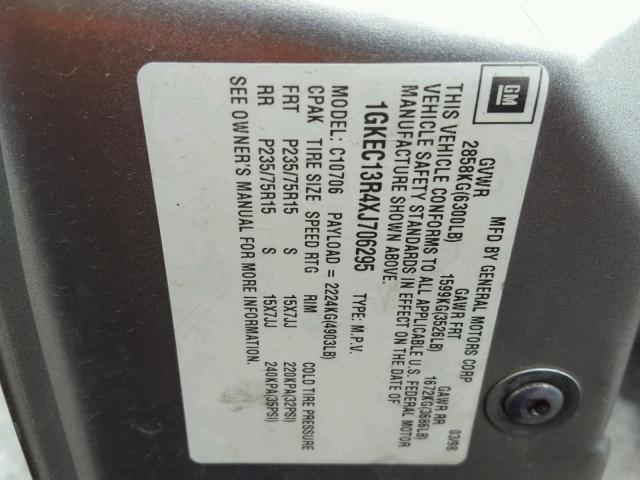 GM
MFD BY GENERAL MOTORS CORP 03/98
GVWR GAWR FRT GAWR RR
2858KG(6300LB) 1599KG(3526LB) 1672KG(3686LB)
THIS VEHICLE CONFORMS TO ALL APPLICABLE U.S. FEDERAL MOTOR
VEHICLE SAFETY STANDARDS IN EFFECT ON THE DATE OF
MANUFACTURE SHOWN ABOVE.
1GKEC13R4XJ706295 TYPE: M.P.V.
MODEL: C10706 PAYLOAD = 2224KG(4903LB)
CPAK TIRE SIZE SPEED RTG RIM COLD TIRE PRESSURE
FRT P235/75R15 S 15X7JJ 220KPA(32PSI)
RR P235/75R15 S 15X7JJ 240KPA(35PSI)
SEE OWNER'S MANUAL FOR MORE INFORMATION.